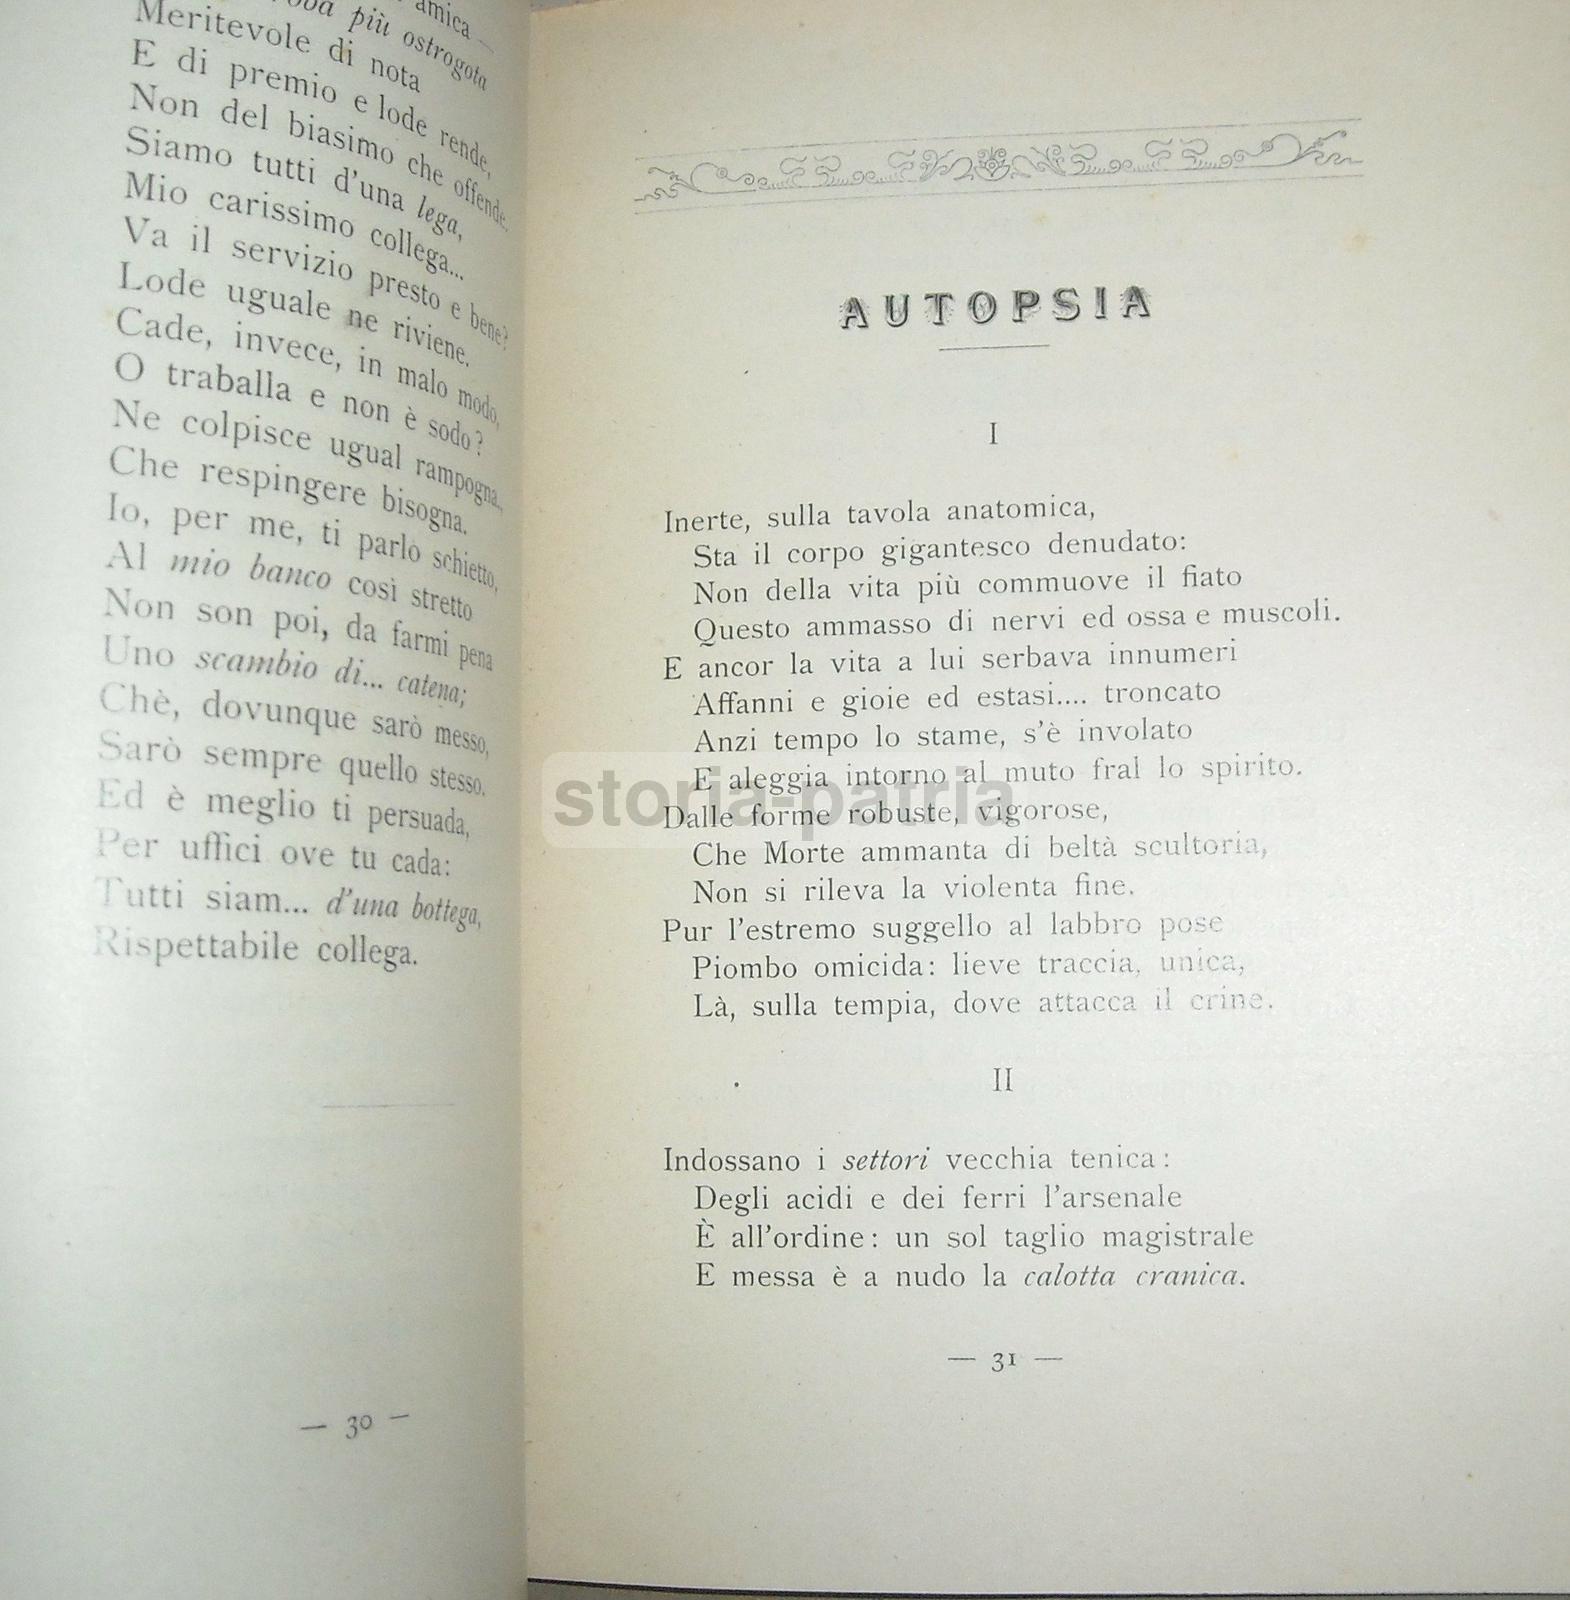 amica —
più ostrogota
Meritevole di nota
E di premio e lode rende,
Non del biasimo che offende.
Siamo tutti d'una lega,
Mio carissimo collega...
Va il servizio presto e bene?
Lode uguale ne riviene.
Cade, invece, in malo modo,
O traballa e non è sodo?
Ne colpisce ugual rampogna,
Che respingere bisogna.
Io, per me, ti parlo schietto,
Al mio banco così stretto
Non son poi, da farmi pena
Uno scambio di... catena;
Chè, dovunque sarò messo,
Sarò sempre quello stesso.
Ed è meglio ti persuada,
Per uffici ove tu cada:
Tutti siam... d'una bottega,
Rispettabile collega.
— 30 —
AUTOPSIA
I
Inerte, sulla tavola anatomica,
Sta il corpo gigantesco denudato:
Non della vita più commuove il fiato
Questo ammasso di nervi ed ossa e muscoli.
E ancor la vita a lui serbava innumeri
Affanni e gioie ed estasi.... troncato
Anzi tempo lo stame, s'è involato
E aleggia intorno al muto fral lo spirito.
storia-patria
Dalle forme robuste, vigorose,
Che Morte ammanta di beltà scultoria,
Non si rileva la violenta fine.
Pur l'estremo suggello al labbro pose
Piombo omicida: lieve traccia, unica,
Là, sulla tempia, dove attacca il crine.
II
Indossano i settori vecchia tenica:
Degli acidi e dei ferri l'arsenale
È all'ordine: un sol taglio magistrale
E messa è a nudo la calotta cranica.
— 31 —